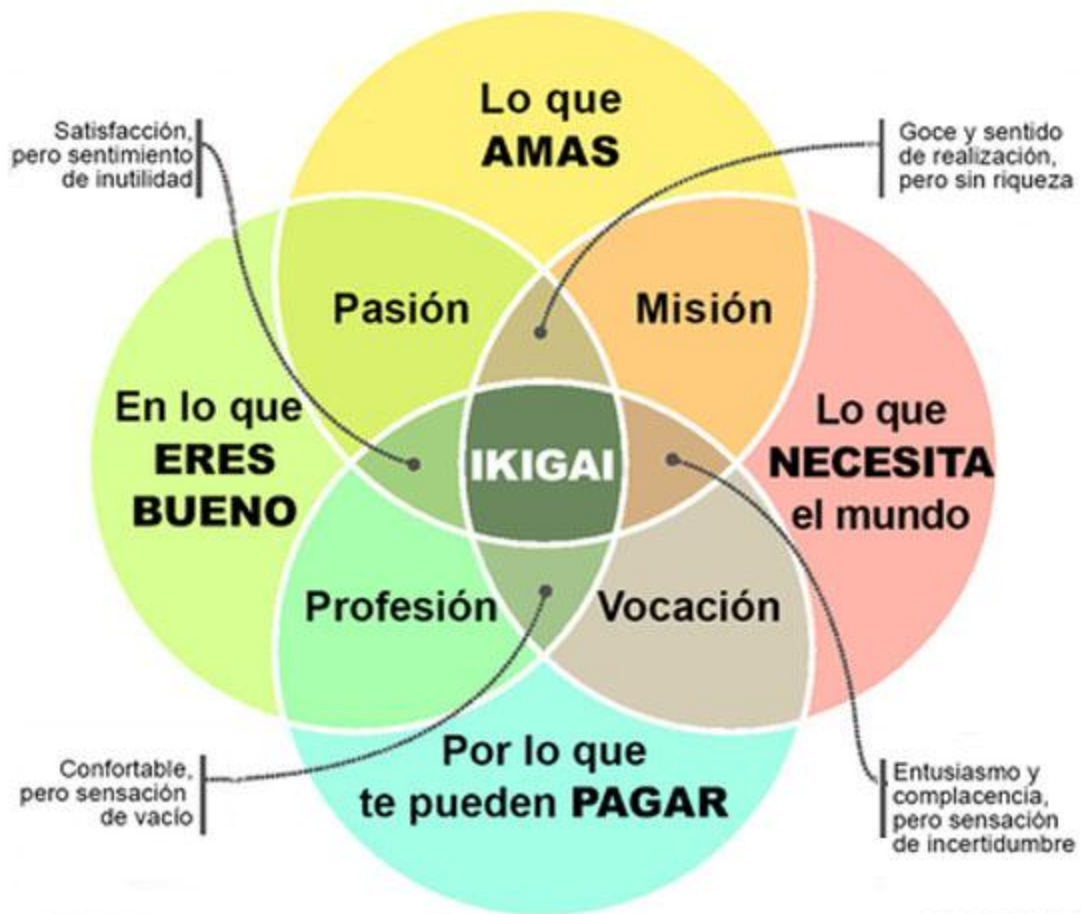 Lo que
AMAS
Satisfacción,
pero sentimiento
de inutilidad
Goce y sentido
de realización,
pero sin riqueza
Pasión
Misión
En lo que
ERES
BUENO
IKIGAI
Lo que
NECESITA
el mundo
Profesión
Vocación
Por lo que
te pueden PAGAR
Confortable,
pero sensación
de vacío
Entusiasmo y
complacencia,
pero sensación
de incertidumbre